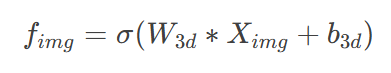 f_{img} = σ(W_{3d} * X_{img} + b_{3d})